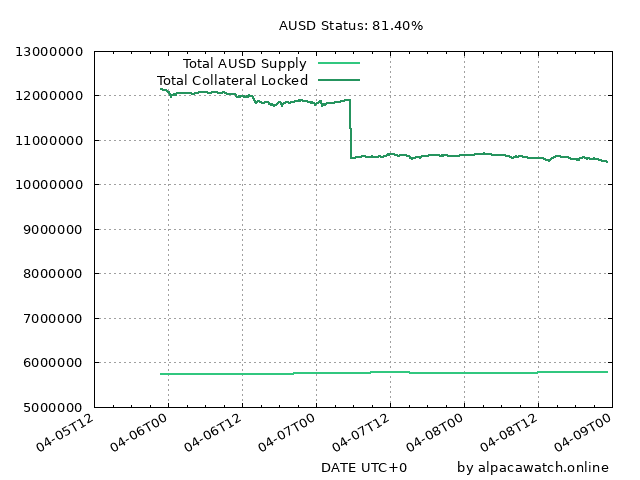 AUSD Status: 81.40%
13000000
12000000
11000000
10000000
9000000
8000000
7000000
6000000
5000000
Total AUSD Supply
Total Collateral Locked
04-05T12
04-06T00
04-06T12
04-07T00
04-07T12
04-08T00
04-08T12
04-09T00
DATE UTC+0
by alpacawatch.online